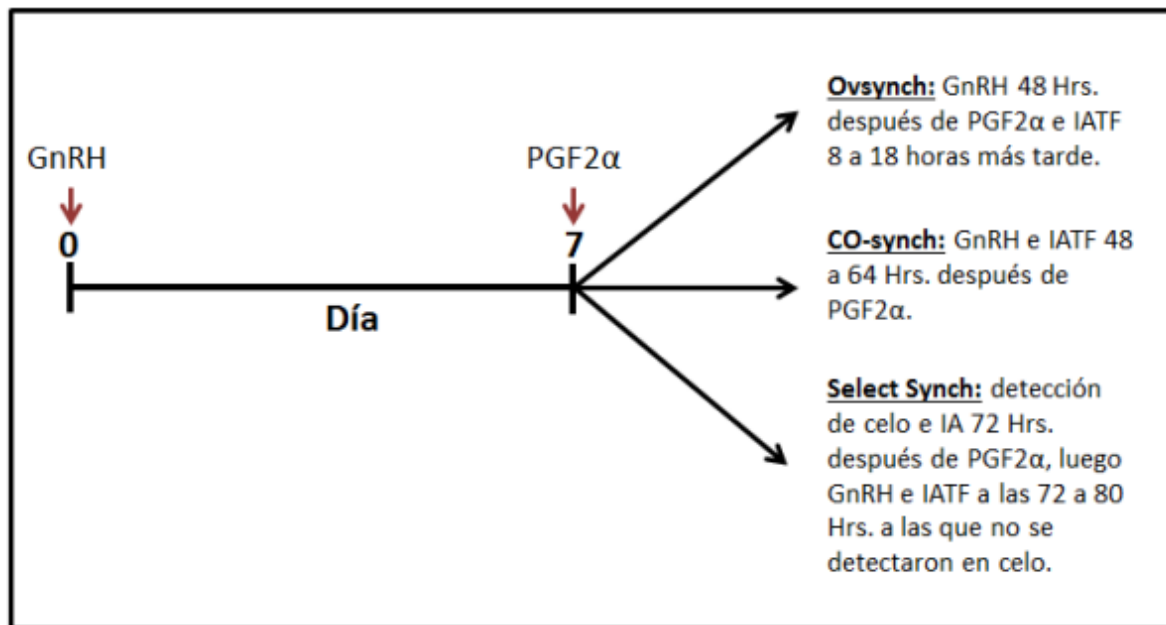 GnRH
PGF2α
0
7
Día
Ovsynch: GnRH 48 Hrs.
después de PGF2α e IATF
8 a 18 horas más tarde.
CO-synch: GnRH e IATF 48
a 64 Hrs. después de
PGF2α.
Select Synch: detección
de celo e IA 72 Hrs.
después de PGF2α, luego
GnRH e IATF a las 72 a 80
Hrs. a las que no se
detectaron en celo.